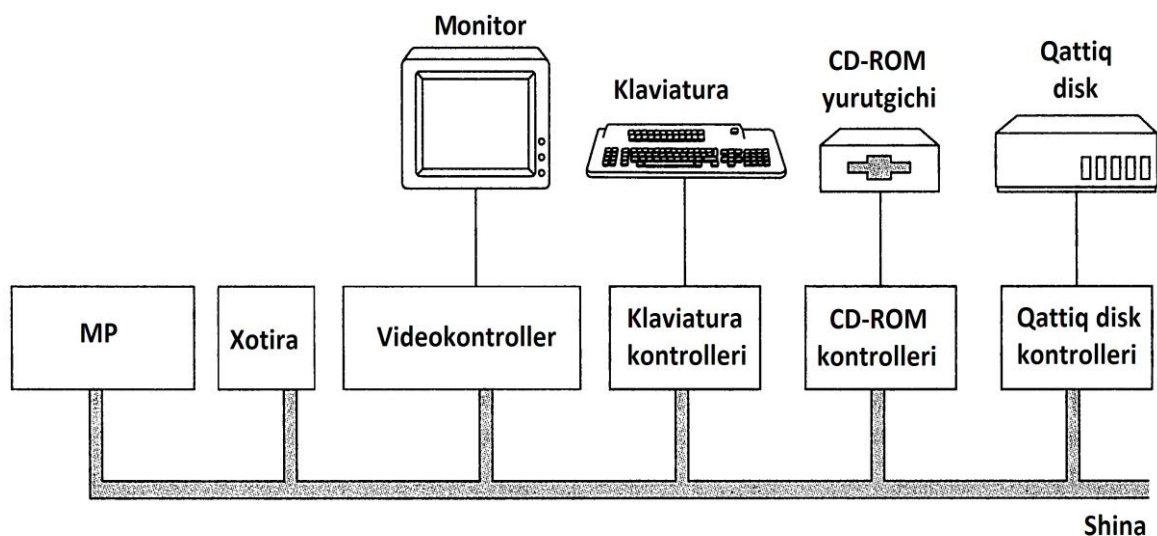 Monitor
Klaviatura
CD-ROM
yurutgichi
Qattiq
disk
MP
Xotira
Videokontroller
Klaviatura
kontrolleri
CD-ROM
kontrolleri
Qattiq disk
kontrolleri
Shina